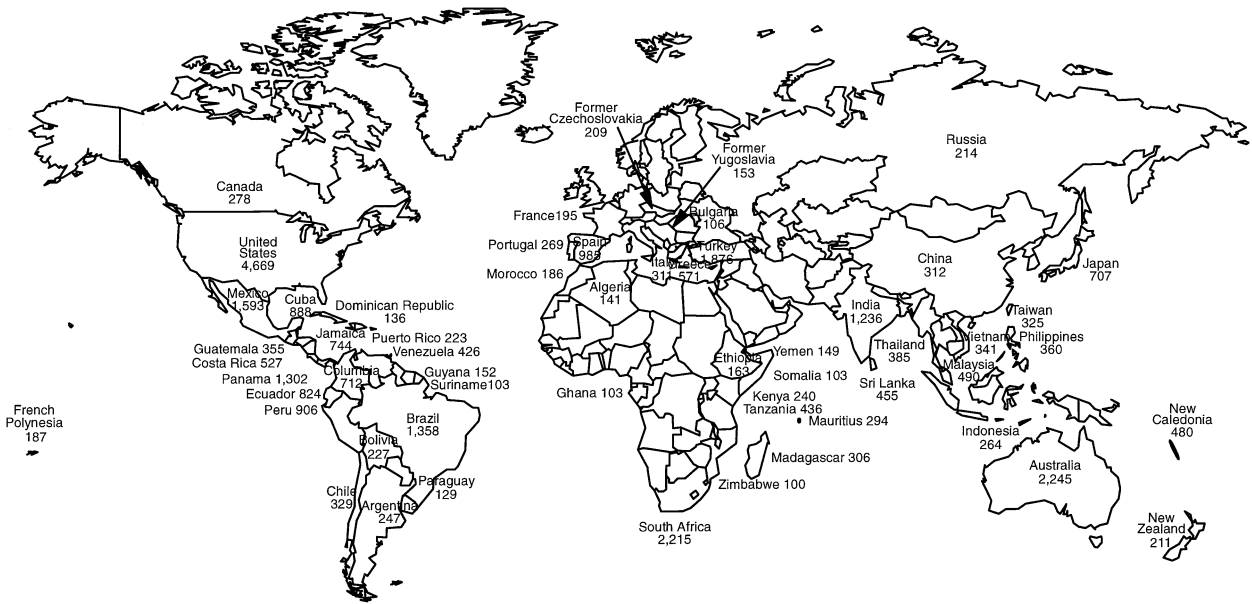 Former
Czechoslovakia
209
Former
Yugoslavia
153
Russia
214
Canada
278
France195
Bulgaria
106
United
States
4,669
Portugal 269
Spain
985
Turkey
1,876
Italy
311
Greece
571
China
312
Japan
707
Morocco 186
Algeria
141
Mexico
1,593
Cuba
888
Dominican Republic
136
India
1,236
Taiwan
325
Jamaica
744
Puerto Rico 223
Guatemala 355
Venezuela 426
Costa Rica 527
Columbia
712
Guyana 152
Suriname103
Panama 1,302
Ecuador 824
Peru 906
Ethiopia
163
Yemen 149
Somalia 103
Thailand
385
Vietnam
341
Philippines
360
Malaysia
490
Sri Lanka
455
Ghana 103
Kenya 240
Tanzania 436
Mauritius 294
French
Polynesia
187
Brazil
1,358
Bolivia
227
Indonesia
264
New
Caledonia
480
Madagascar 306
Australia
2,245
Paraguay
129
Chile
329
Argentina
247
Zimbabwe 100
South Africa
2,215
New
Zealand
211